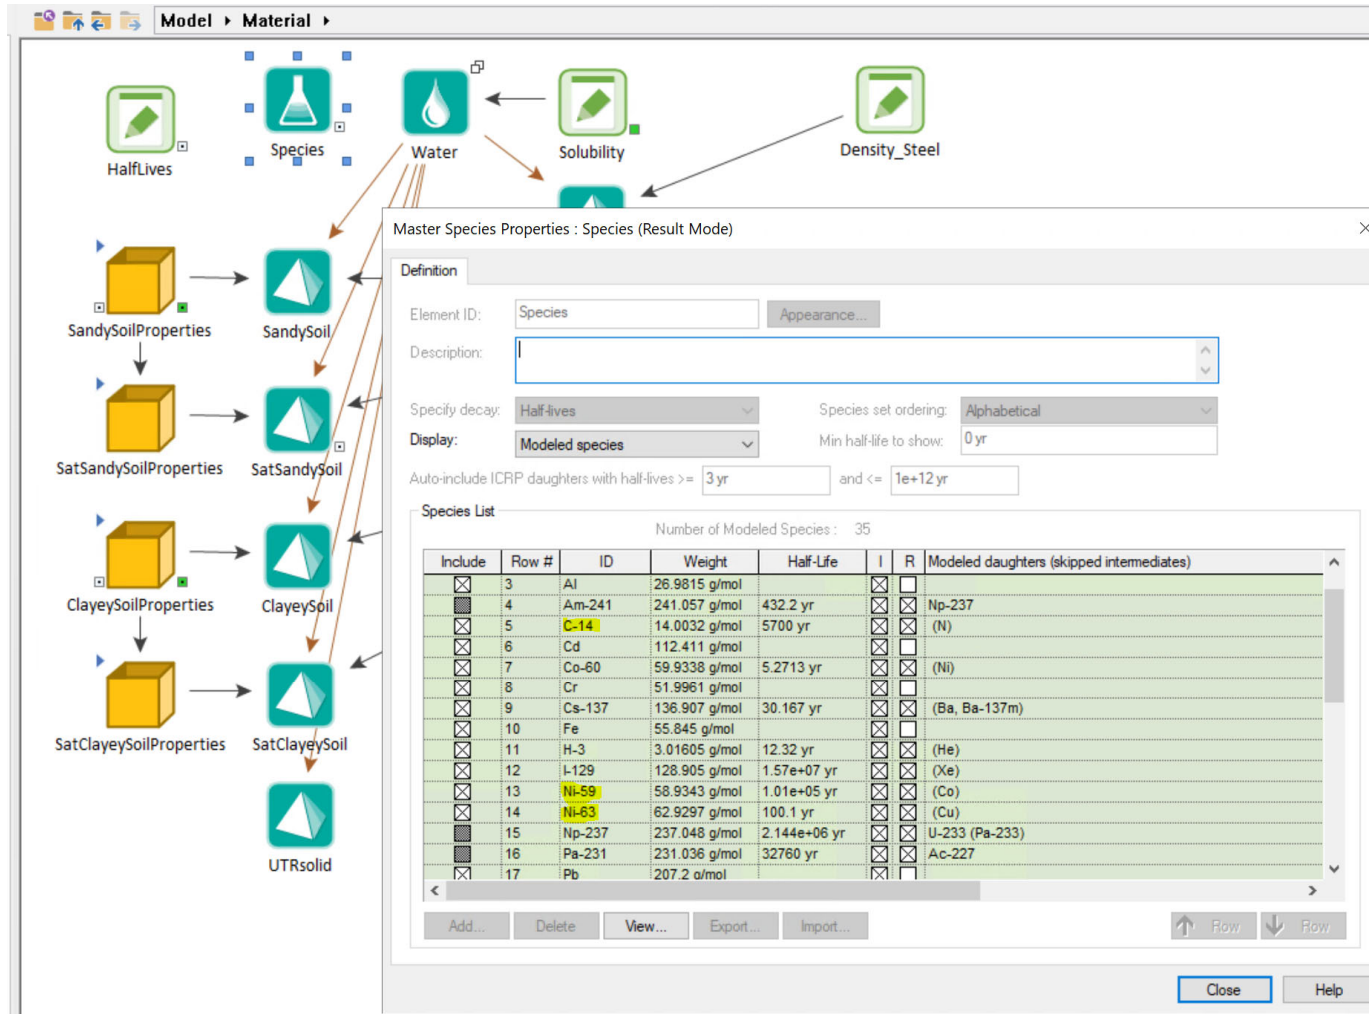 Model Material
Species
Water
Solubility
Density_Steel
HalfLives
SandySoilProperties
SandySoil
SatSandySoilProperties
SatSandySoil
ClayeySoilProperties
ClayeySoil
SatClayeySoilProperties
SatClayeySoil
UTRsolid
Master Species Properties : Species (Result Mode)
Definition
Element ID: Species Appearance...
Description:
Specify decay: Half-lives Species set ordering: Alphabetical
Display: Modeled species Min half-life to show: 0 yr
Auto-include ICRP daughters with half-lives >= 3 yr and <= 1e+12 yr
Species List
Number of Modeled Species : 35
Include Row # ID Weight Half-Life I R Modeled daughters (skipped intermediates)
3 Al 26.9815 g/mol
4 Am-241 241.057 g/mol 432.2 yr Np-237
5 C-14 14.0032 g/mol 5700 yr (N)
6 Cd 112.411 g/mol
7 Co-60 59.9338 g/mol 5.2713 yr (Ni)
8 Cr 51.9961 g/mol
9 Cs-137 136.907 g/mol 30.167 yr (Ba, Ba-137m)
10 Fe 55.845 g/mol
11 H-3 3.01605 g/mol 12.32 yr (He)
12 I-129 128.905 g/mol 1.57e+07 yr (Xe)
13 Ni-59 58.9343 g/mol 1.01e+05 yr (Co)
14 Ni-63 62.9297 g/mol 100.1 yr (Cu)
15 Np-237 237.048 g/mol 2.144e+06 yr U-233 (Pa-233)
16 Pa-231 231.036 g/mol 32760 yr Ac-227
17 Pb 207.2 g/mol
Add... Delete View... Export... Import... Row Row
Close Help